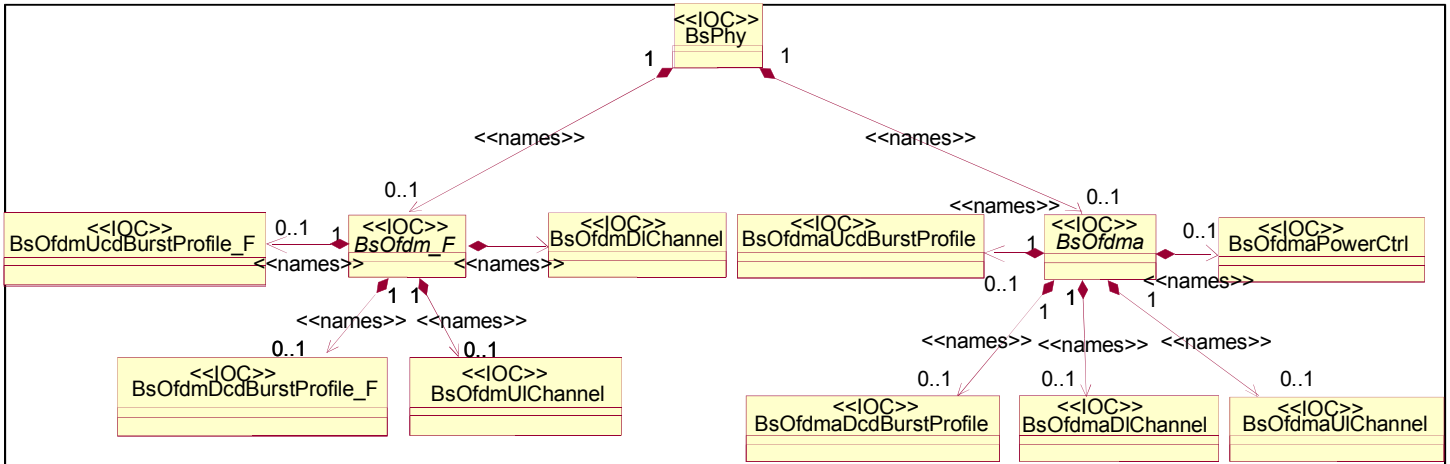 <<IOC>>
BsPhy
1
1
<<names>>
<<names>>
0..1
0..1
<<IOC>>
BsOfdmUcdBurstProfile_F
0..1
1
<<names>>
<<IOC>>
BsOfdm_F
<<names>>
<<IOC>>
BsOfdmDlChannel
<<IOC>>
BsOfdmaUcdBurstProfile
<<names>>
1
0..1
<<IOC>>
BsOfdma
0..1
<<names>>
<<IOC>>
BsOfdmaPowerCtrl
1
1
<<names>>
<<names>>
0..1
0..1
<<IOC>>
BsOfdmDcdBurstProfile_F
<<IOC>>
BsOfdmUlChannel
1
1
1
<<names>>
<<names>>
<<names>>
0..1
0..1
0..1
<<IOC>>
BsOfdmaDcdBurstProfile
<<IOC>>
BsOfdmaDlChannel
<<IOC>>
BsOfdmaUlChannel